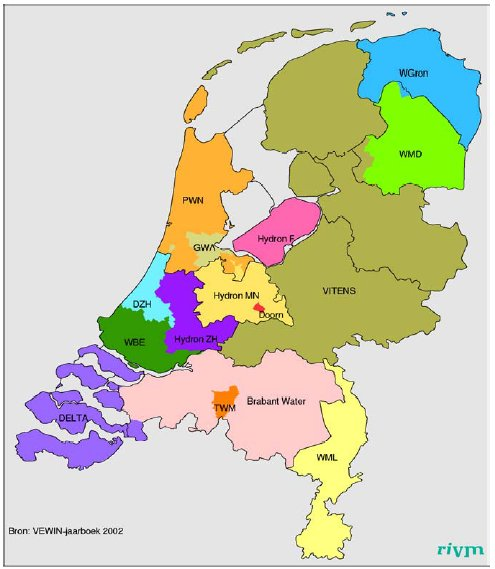 WGron
WMD
PWN
GWA
Hydron F
VITENS
Hydron MN
DZH
Doorn
WBE
Hydron ZH
Brabant Water
TWM
DELTA
WML
Bron: VEWIN-jaarboek 2002
rivm